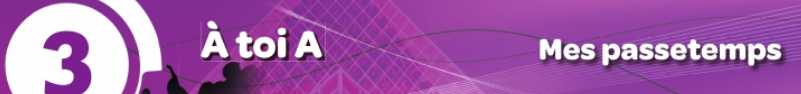 3
À toi A
Mes passetemps